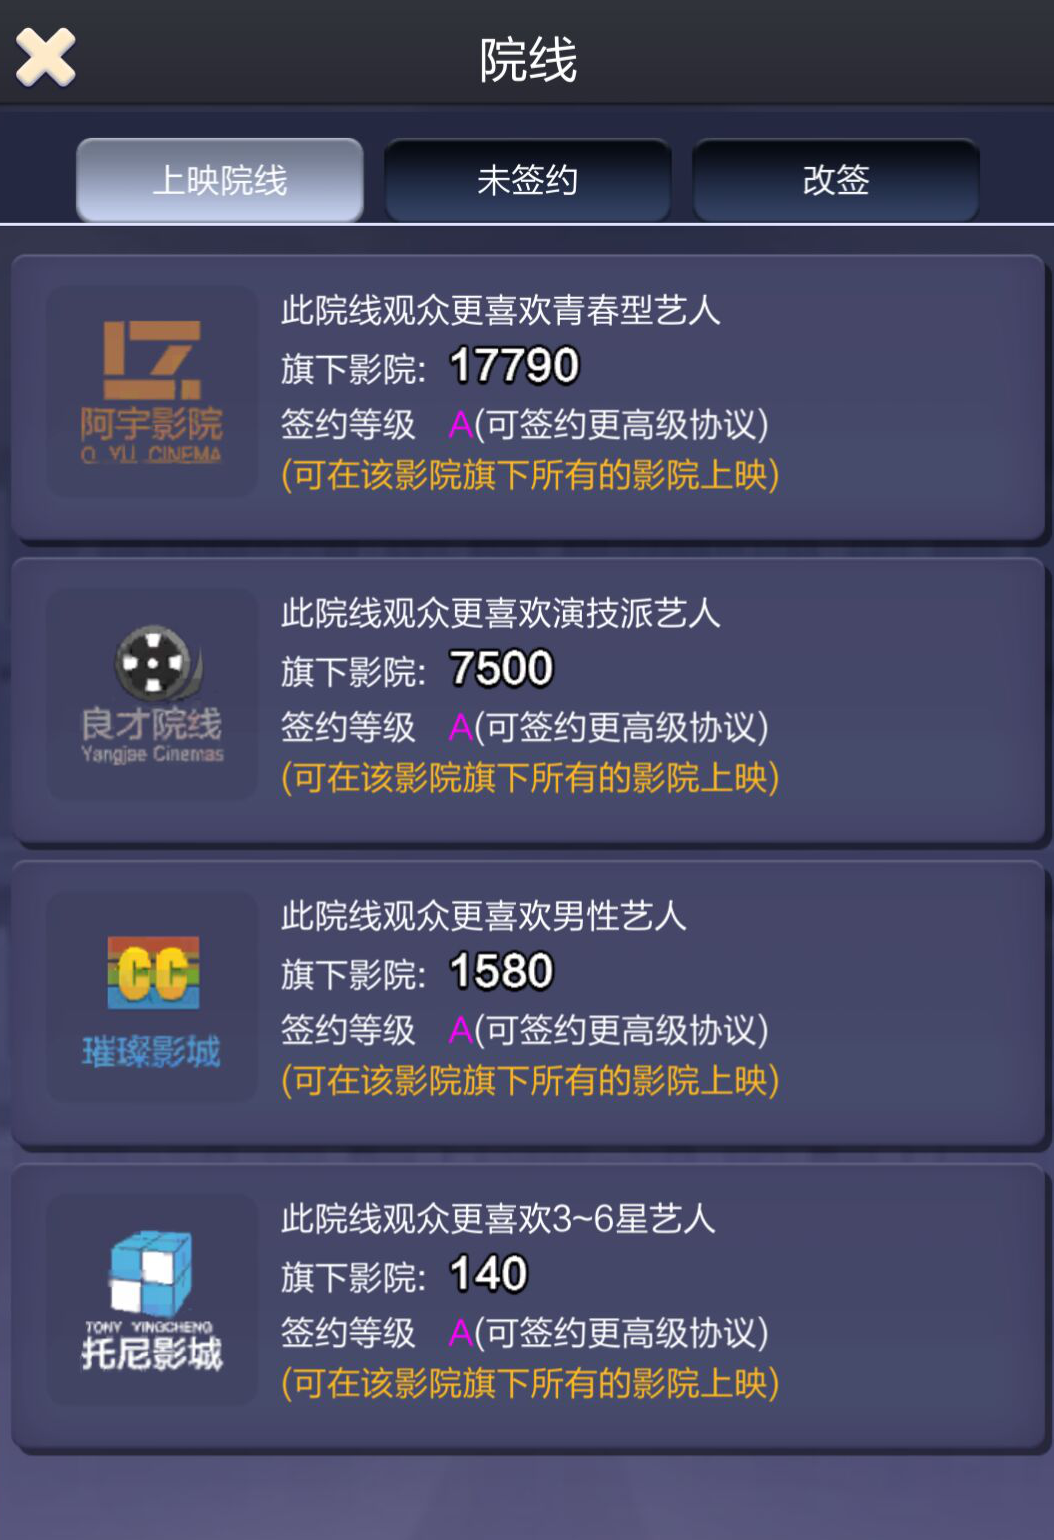 院线
上映院线
未签约
改签
此院线观众更喜欢青春型艺人
旗下影院: 17790
签约等级 A(可签约更高级协议)
(可在该影院旗下所有的影院上映)
阿宇影院
O YU CINEMA
此院线观众更喜欢演技派艺人
旗下影院: 7500
签约等级 A(可签约更高级协议)
(可在该影院旗下所有的影院上映)
良才院线
Yangjae Cinemas
此院线观众更喜欢男性艺人
旗下影院: 1580
签约等级 A(可签约更高级协议)
(可在该影院旗下所有的影院上映)
CC
璀璨影城
此院线观众更喜欢3~6星艺人
旗下影院: 140
签约等级 A(可签约更高级协议)
(可在该影院旗下所有的影院上映)
TONY YINGCHENG
托尼影城